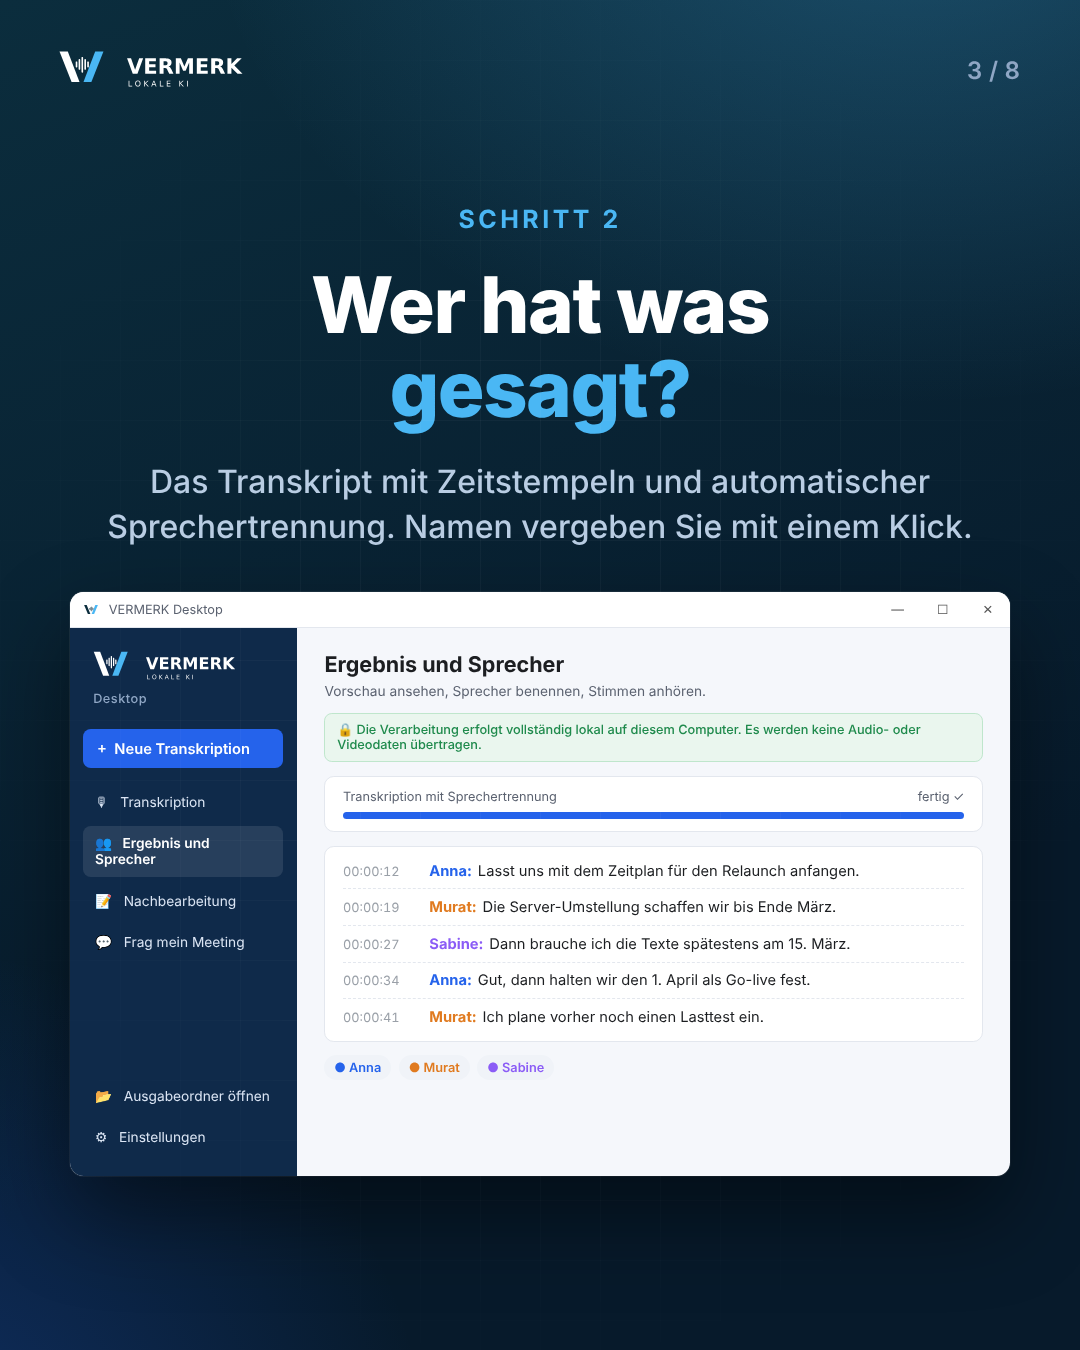 VERMERK
LOKALE KI
3 / 8
SCHRITT 2
Wer hat was
gesagt?
Das Transkript mit Zeitstempeln und automatischer
Sprechertrennung. Namen vergeben Sie mit einem Klick.
VERMERK Desktop
VERMERK
LOKALE KI
Desktop
+ Neue Transkription
Transkription
Ergebnis und
Sprecher
Nachbearbeitung
Frag mein Meeting
Ausgabeordner öffnen
Einstellungen
Ergebnis und Sprecher
Vorschau ansehen, Sprecher benennen, Stimmen anhören.
🔒 Die Verarbeitung erfolgt vollständig lokal auf diesem Computer. Es werden keine Audio- oder
Videodaten übertragen.
Transkription mit Sprechertrennung fertig ✓
00:00:12 Anna: Lasst uns mit dem Zeitplan für den Relaunch anfangen.
00:00:19 Murat: Die Server-Umstellung schaffen wir bis Ende März.
00:00:27 Sabine: Dann brauche ich die Texte spätestens am 15. März.
00:00:34 Anna: Gut, dann halten wir den 1. April als Go-live fest.
00:00:41 Murat: Ich plane vorher noch einen Lasttest ein.
Anna Murat Sabine